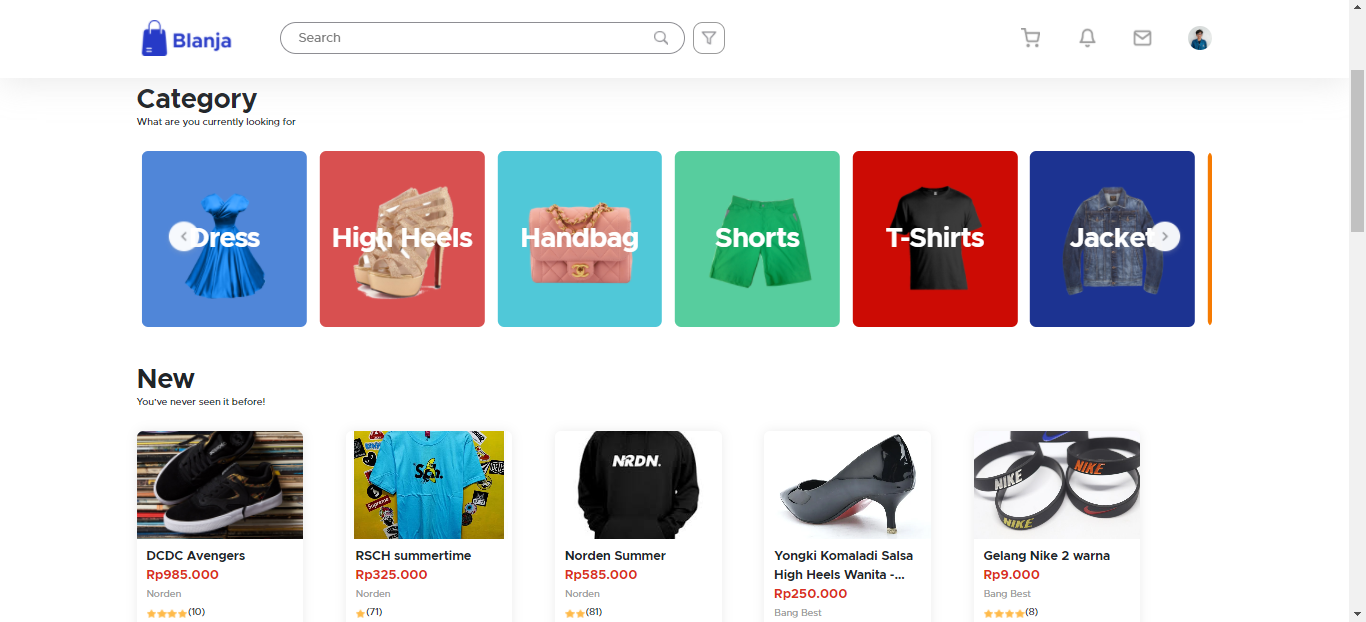 Blanja
Search
Category
What are you currently looking for
Dress
High Heels
Handbag
Shorts
T-Shirts
Jacket
New
You've never seen it before!
NRDN.
NIKE
NIKE
NIKE
Supreme
Sch.
DCDC Avengers
Rp985.000
Norden
(10)
RSCH summertime
Rp325.000
Norden
(71)
Norden Summer
Rp585.000
Norden
(81)
Yongki Komaladi Salsa
High Heels Wanita -...
Rp250.000
Bang Best
Gelang Nike 2 warna
Rp9.000
Bang Best
(8)